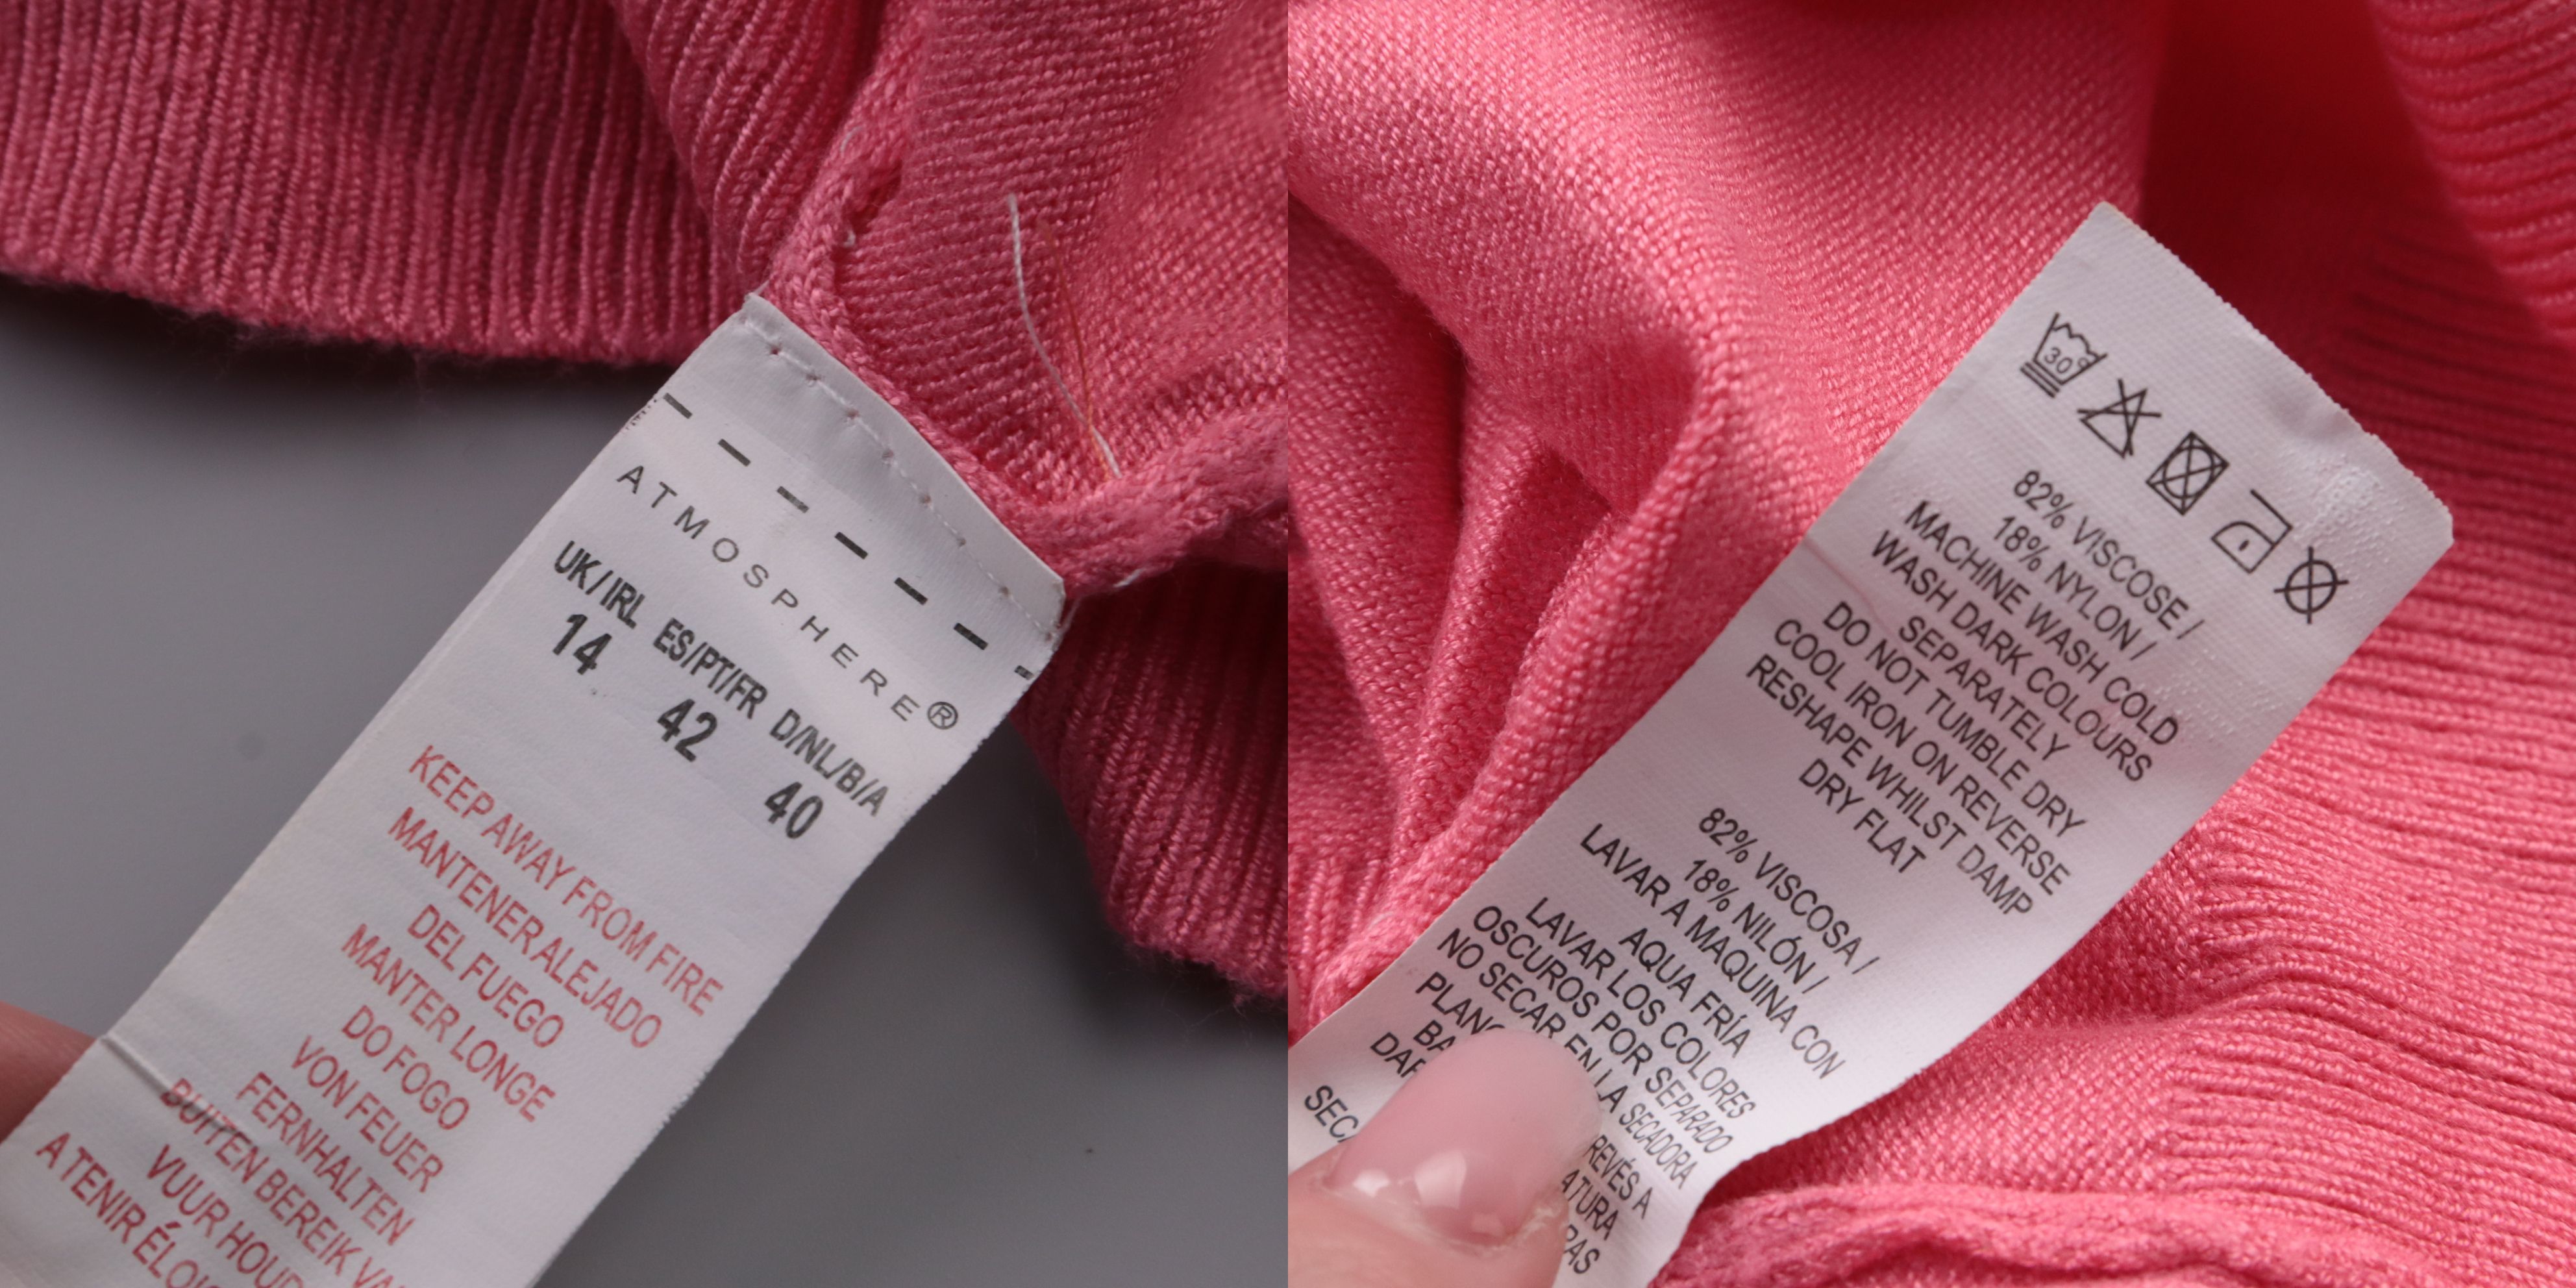 ATMOSPHERE®
UK/IRL ES/PT/FR D/NL/B/A
14 42 40
KEEP AWAY FROM FIRE
MANTENER ALEJADO
DEL FUEGO
MANTER LONGE
DO FOGO
VON FEUER
FERNHALTEN
BUITEN BEREIK
VUUR
A TENIR
30°
82% VISCOSE /
18% NYLON /
MACHINE WASH COLD
WASH DARK COLOURS
SEPARATELY
DO NOT TUMBLE DRY
COOL IRON ON REVERSE
RESHAPE WHILST DAMP
DRY FLAT
82% VISCOSA /
18% NILÓN /
LAVAR A MAQUINA CON
AQUA FRÍA
LAVAR LOS COLORES
OSCUROS POR SEPARADO
NO SECAR EN LA SECADORA
REVÉS A